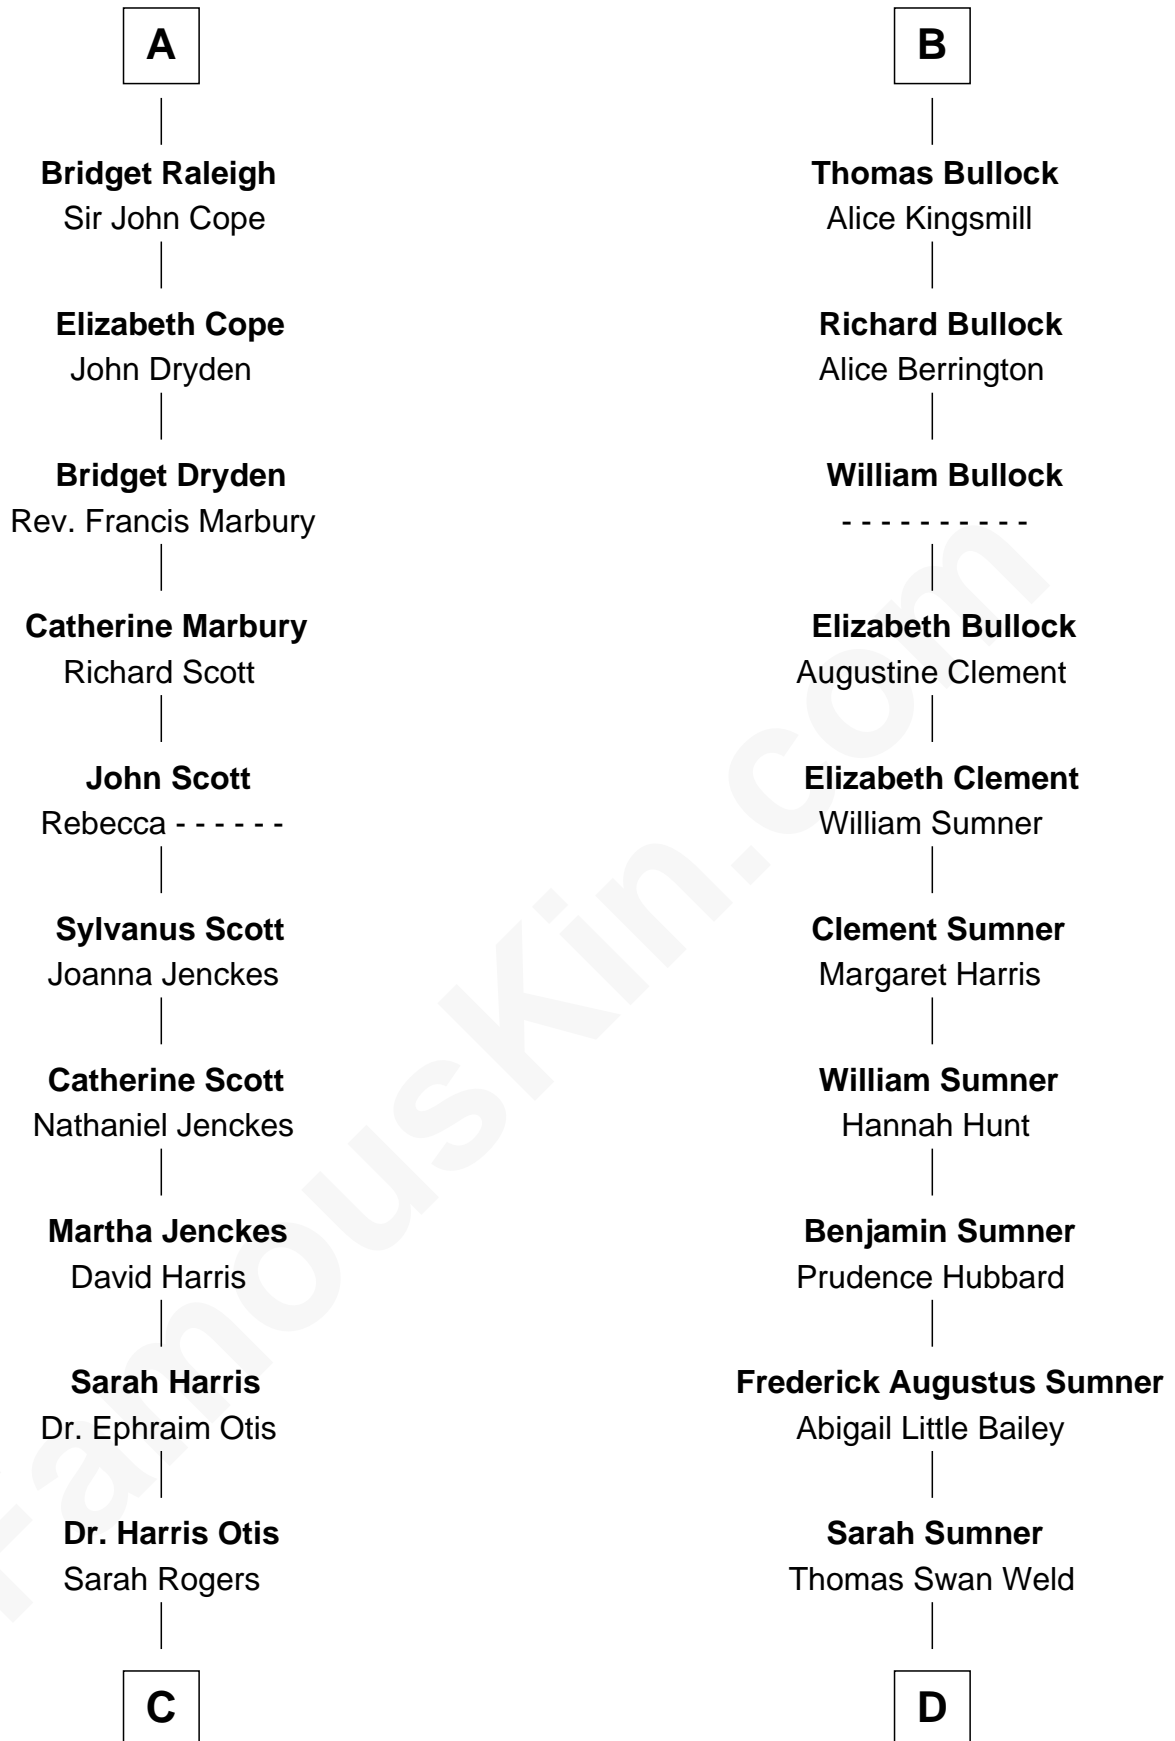 A
Bridget Raleigh
Sir John Cope
Elizabeth Cope
John Dryden
Bridget Dryden
Rev. Francis Marbury
Catherine Marbury
Richard Scott
John Scott
Rebecca - - - - - -
Sylvanus Scott
Joanna Jenckes
Catherine Scott
Nathaniel Jenckes
Martha Jenckes
David Harris
Sarah Harris
Dr. Ephraim Otis
Dr. Harris Otis
Sarah Rogers
C
B
Thomas Bullock
Alice Kingsmill
Richard Bullock
Alice Berrington
William Bullock
- - - - - - - - - -
Elizabeth Bullock
Augustine Clement
Elizabeth Clement
William Sumner
Clement Sumner
Margaret Harris
William Sumner
Hannah Hunt
Benjamin Sumner
Prudence Hubbard
Frederick Augustus Sumner
Abigail Little Bailey
Sarah Sumner
Thomas Swan Weld
D
FamousKin.com